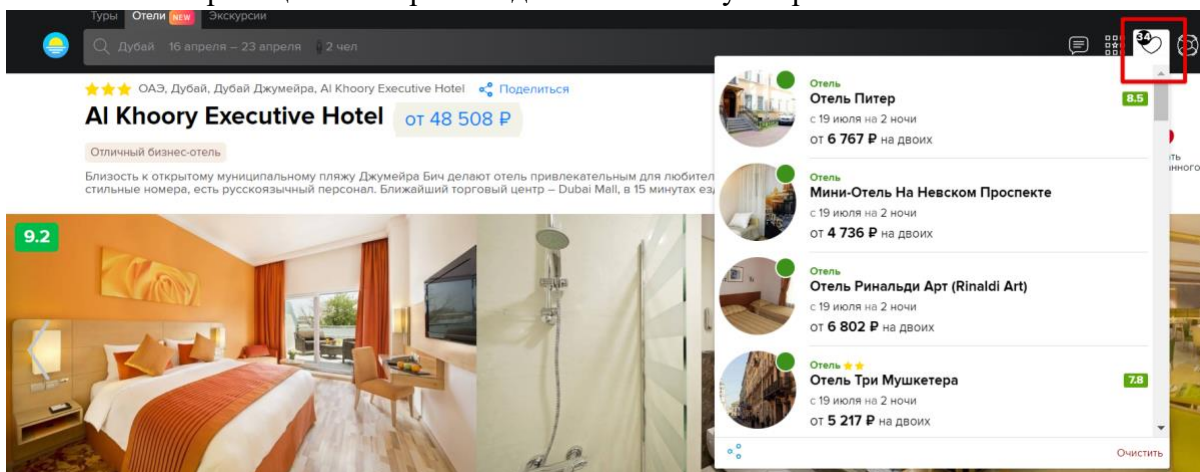 Туры Отели NEW Экскурсии
Дубай 16 апреля – 23 апреля 2 чел
34
ОАЭ, Дубай, Дубай Джумейра, Al Khoory Executive Hotel Поделиться
Al Khoory Executive Hotel от 48 508 ₽
Отличный бизнес-отель
Близость к открытому муниципальному пляжу Джумейра Бич делают отель привлекательным для
стильные номера, есть русскоязычный персонал. Ближайший торговый центр – Dubai Mall, в 15 минутах
9.2
Отель
Отель Питер 8.5
с 19 июля на 2 ночи
от 6 767 ₽ на двоих
Отель
Мини-Отель На Невском Проспекте
с 19 июля на 2 ночи
от 4 736 ₽ на двоих
Отель
Отель Ринальди Арт (Rinaldi Art)
с 19 июля на 2 ночи
от 6 802 ₽ на двоих
Отель
Отель Три Мушкетера 7.8
с 19 июля на 2 ночи
от 5 217 ₽ на двоих
Очистить